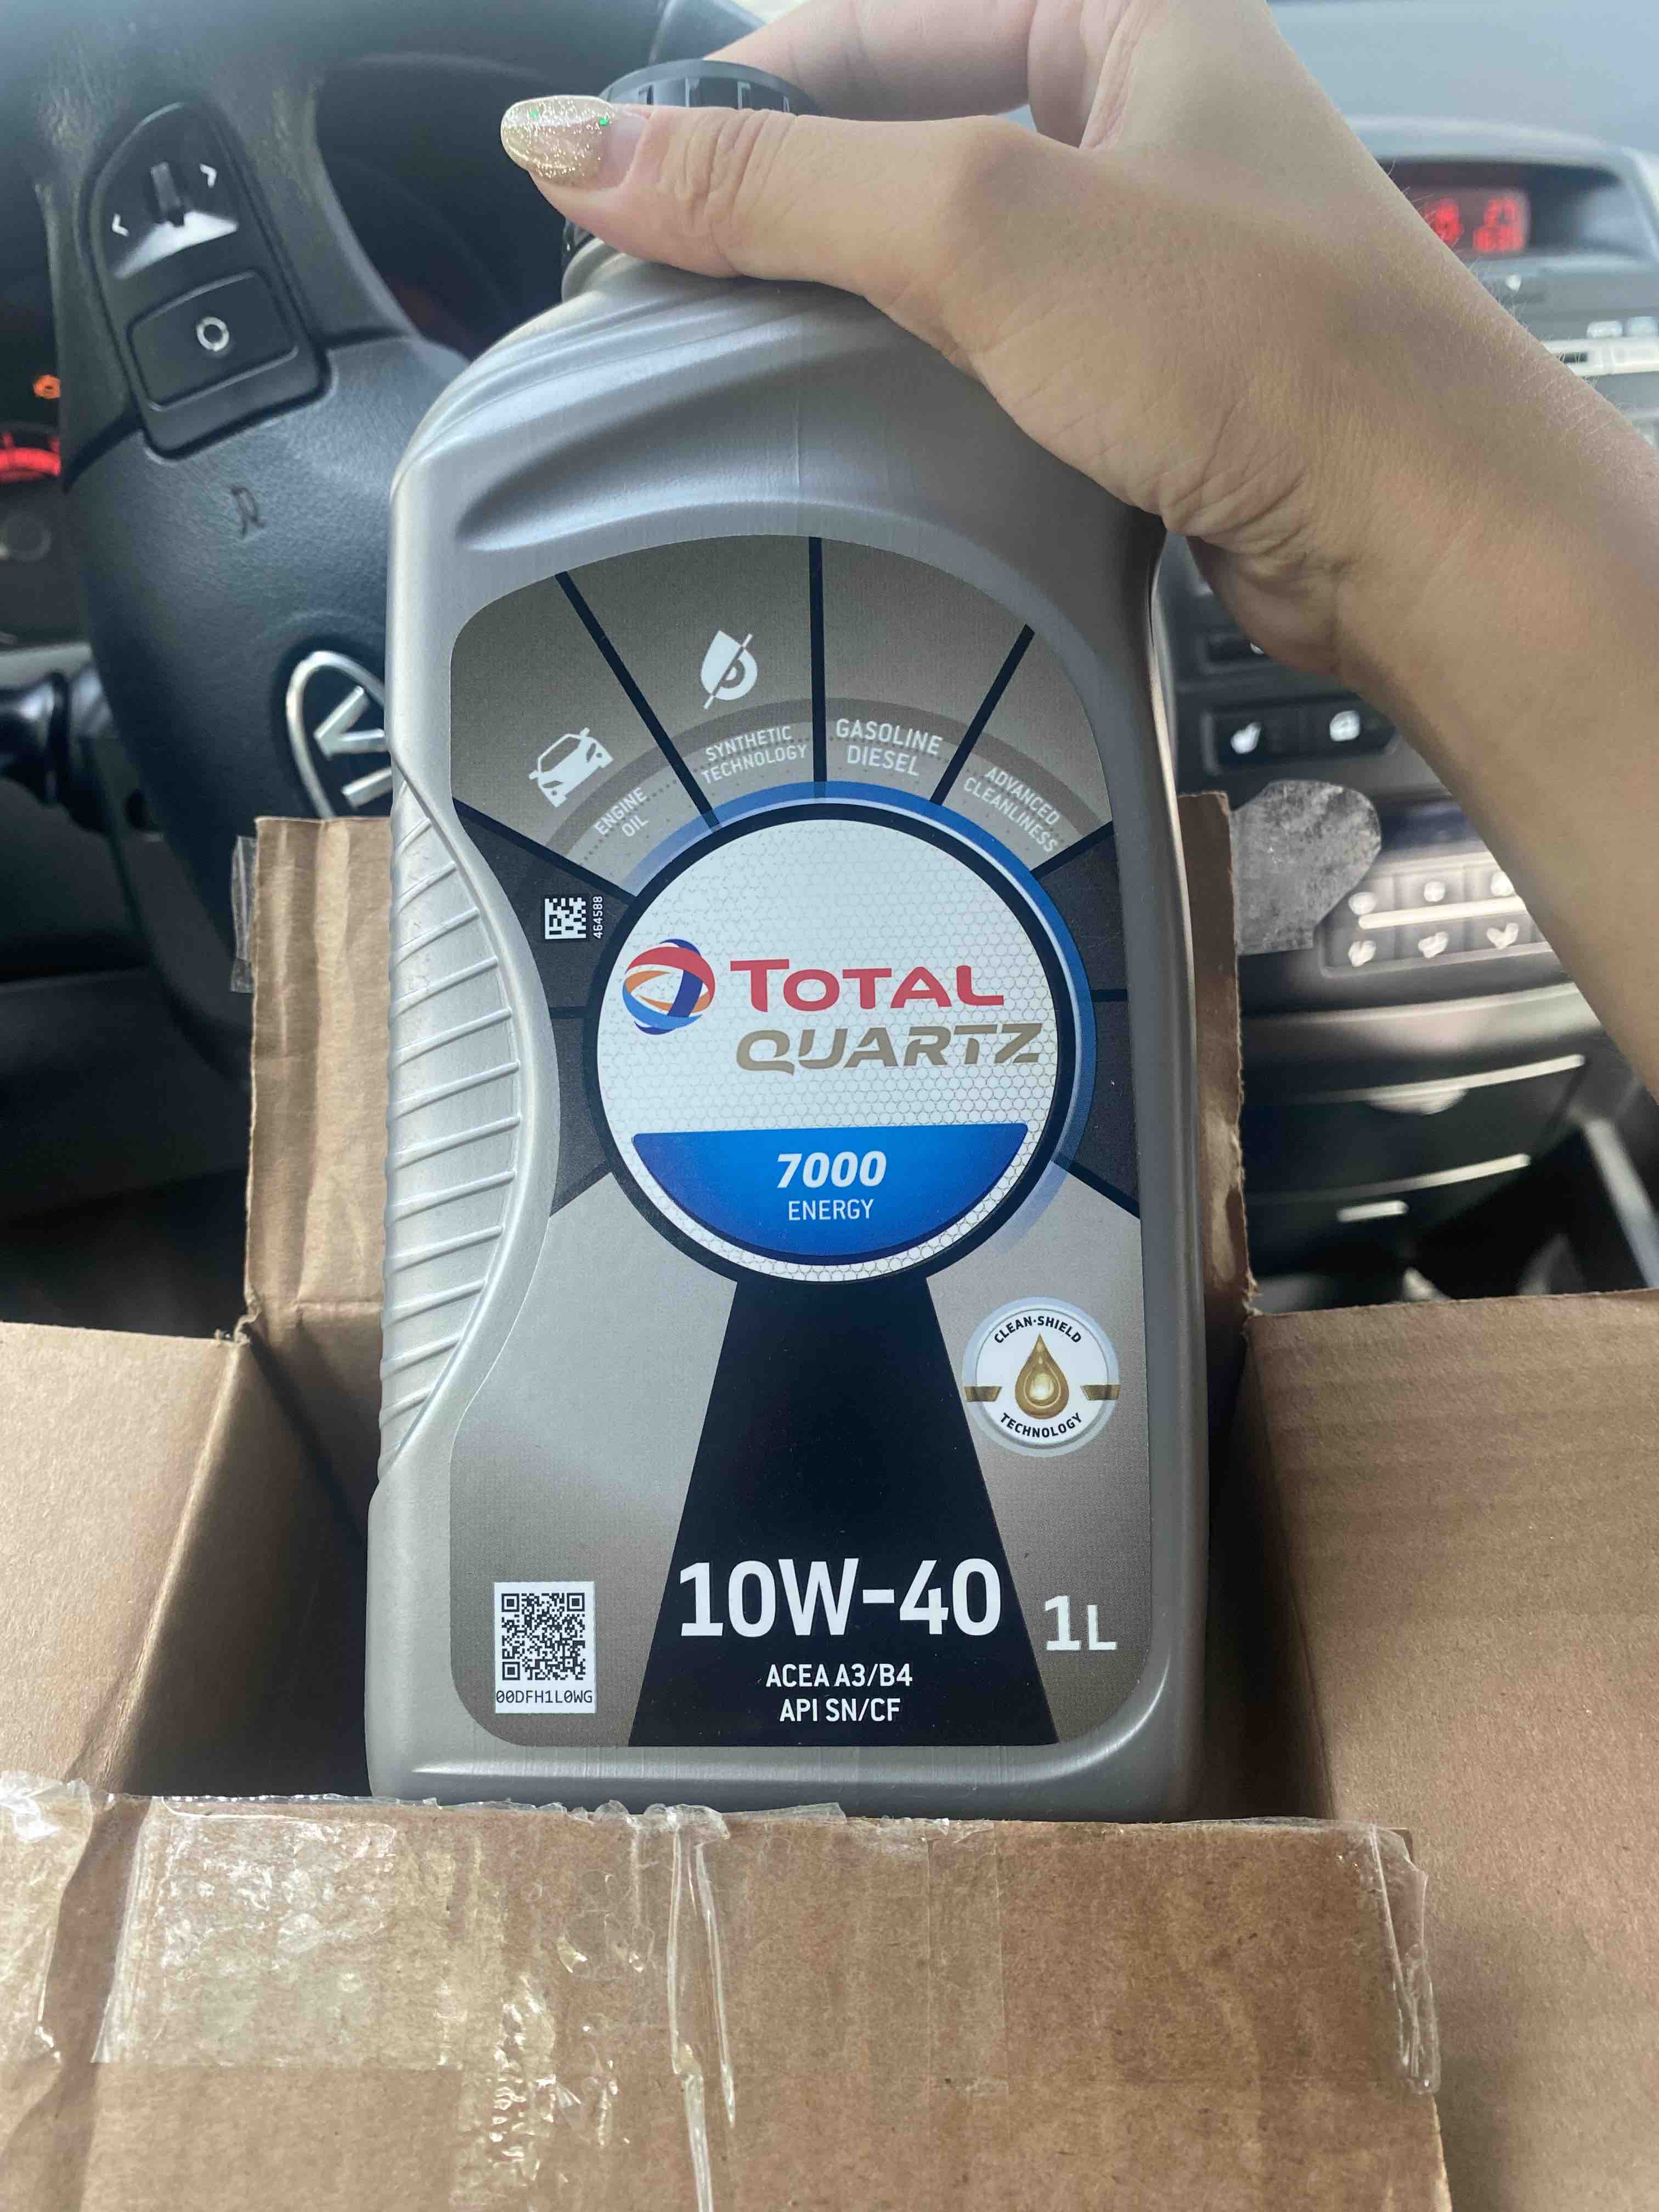 ENGINE
OIL
SYNTHETIC
TECHNOLOGY
GASOLINE
DIESEL
ADVANCED
CLEANLINESS
464588
TOTAL
QUARTZ
7000
ENERGY
CLEAN-SHIELD
TECHNOLOGY
10W-40
1L
ACEA A3/B4
API SN/CF
00DFH1L0WG